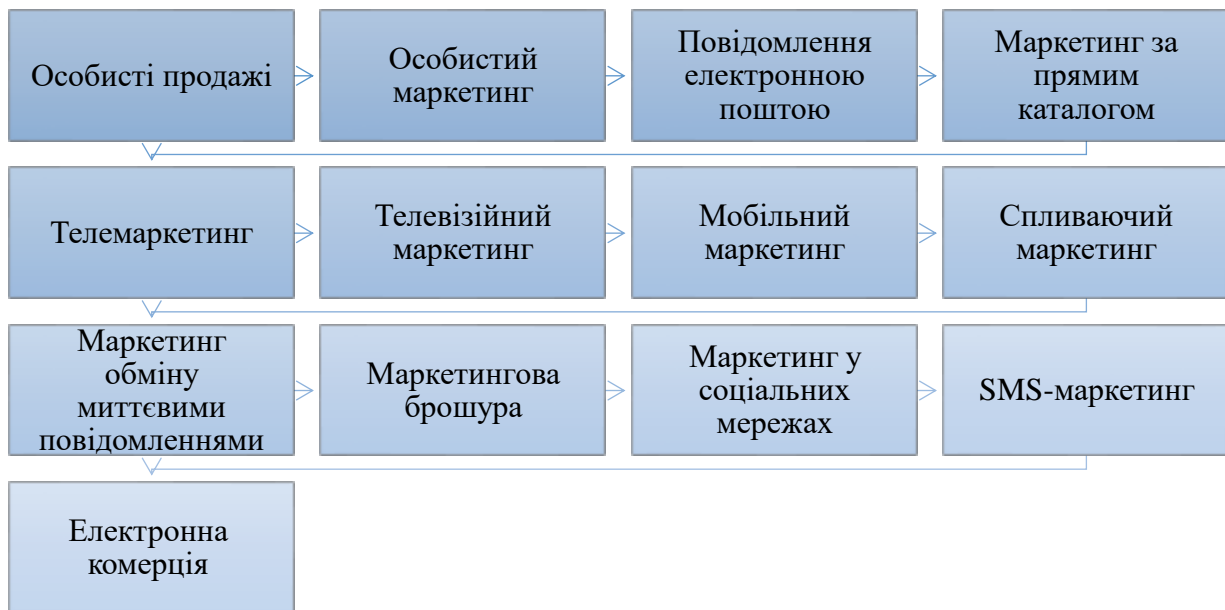 Особисті продажі
Особистий
маркетинг
Повідомлення
електронною
поштою
Маркетинг за
прямим
каталогом
Телемаркетинг
Телевізійний
маркетинг
Мобільний
маркетинг
Спливаючий
маркетинг
Маркетинг
обміну
миттєвими
повідомленнями
Маркетингова
брошура
Маркетинг у
соціальних
мережах
SMS-маркетинг
Електронна
комерція